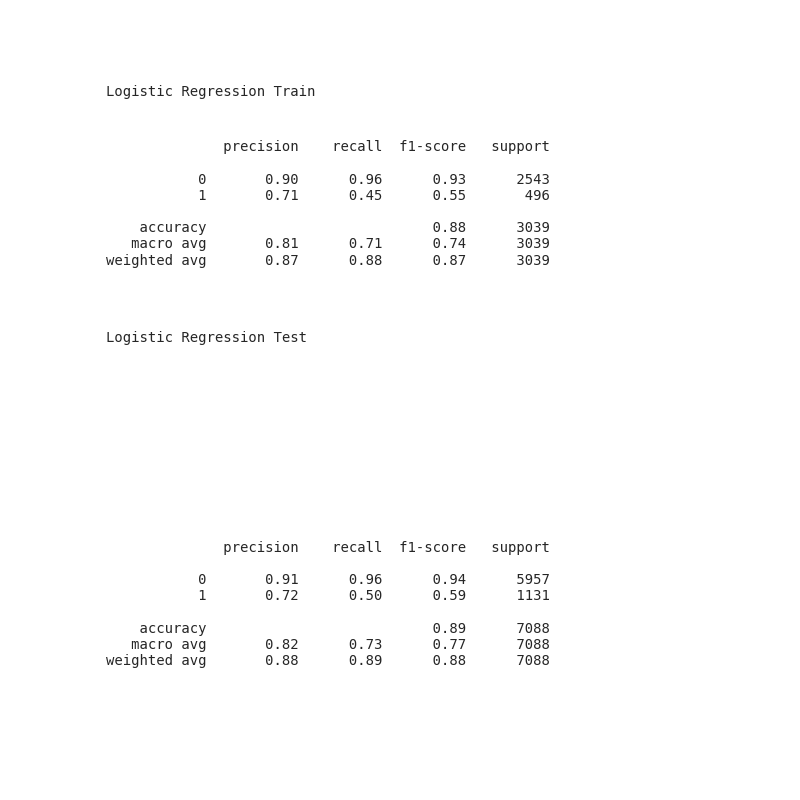 Logistic Regression Train
precision recall f1-score support
0 0.90 0.96 0.93 2543
1 0.71 0.45 0.55 496
accuracy 0.88 3039
macro avg 0.81 0.71 0.74 3039
weighted avg 0.87 0.88 0.87 3039
Logistic Regression Test
precision recall f1-score support
0 0.91 0.96 0.94 5957
1 0.72 0.50 0.59 1131
accuracy 0.89 7088
macro avg 0.82 0.73 0.77 7088
weighted avg 0.88 0.89 0.88 7088